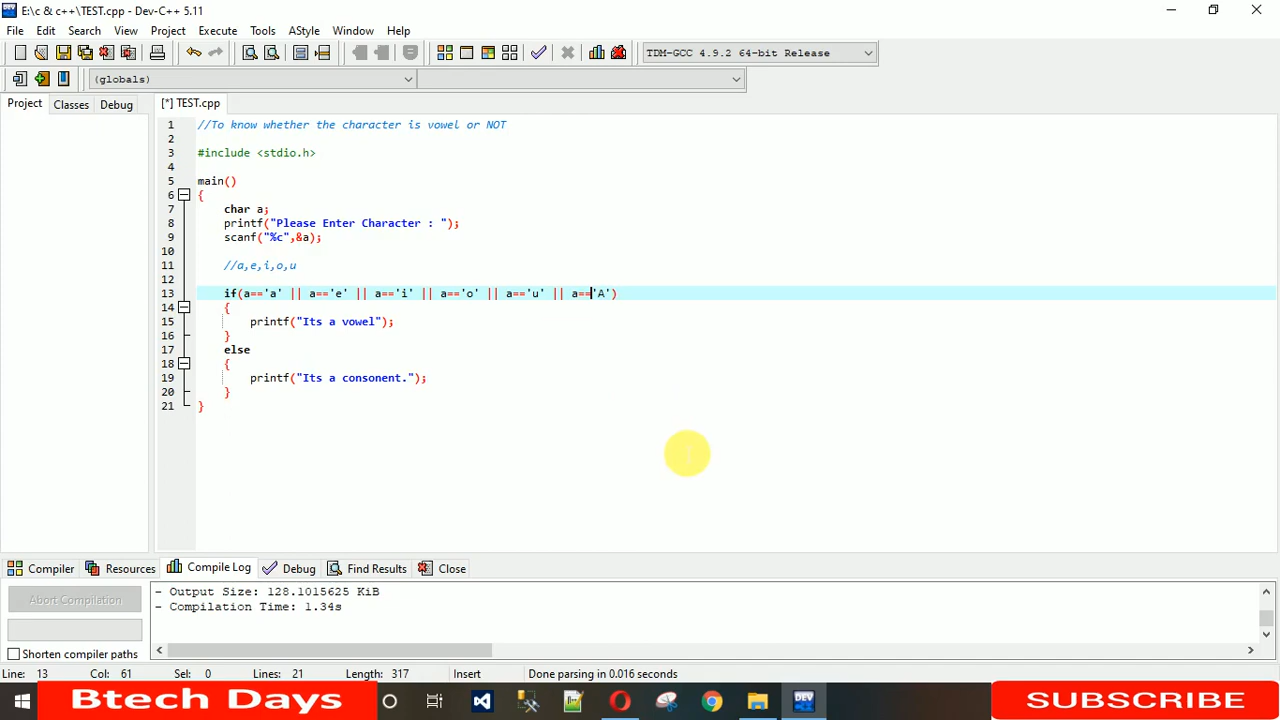 E:\c & c++\TEST.cpp - Dev-C++ 5.11
File Edit Search View Project Execute Tools AStyle Window Help
TDM-GCC 4.9.2 64-bit Release
(globals)
Project Classes Debug [*] TEST.cpp
1 //To know whether the character is vowel or NOT
2
3 #include <stdio.h>
4
5 main()
6 {
7 char a;
8 printf("Please Enter Character : ");
9 scanf("%c",&a);
10
11 //a,e,i,o,u
12
13 if(a=='a' || a=='e' || a=='i' || a=='o' || a=='u' || a=='A')
14 {
15 printf("Its a vowel");
16 }
17 else
18 {
19 printf("Its a consonent.");
20 }
21 }
Compiler Resources Compile Log Debug Find Results Close
Abort Compilation
- Output Size: 128.1015625 KiB
- Compilation Time: 1.34s
Shorten compiler paths
Line: 13 Col: 61 Sel: 0 Lines: 21 Length: 317 Insert Done parsing in 0.016 seconds
Btech Days DEV SUBSCRIBE